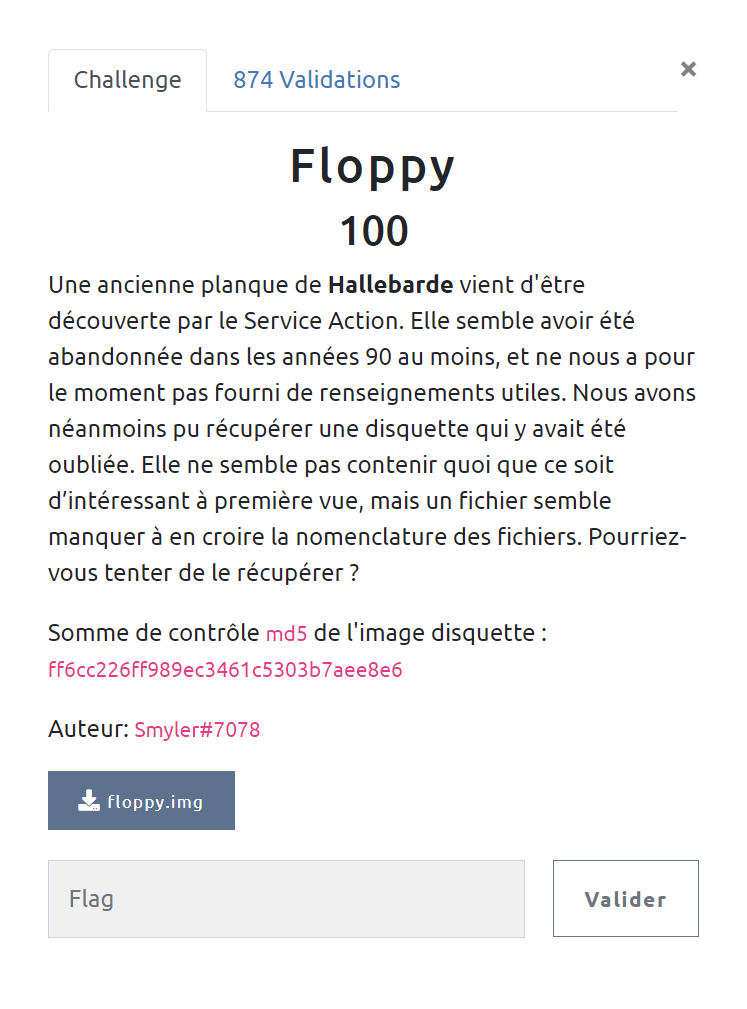 Challenge
874 Validations
×
Floppy
100
Une ancienne planque de Hallebarde vient d'être
découverte par le Service Action. Elle semble avoir été
abandonnée dans les années 90 au moins, et ne nous a pour
le moment pas fourni de renseignements utiles. Nous avons
néanmoins pu récupérer une disquette qui y avait été
oubliée. Elle ne semble pas contenir quoi que ce soit
d’intéressant à première vue, mais un fichier semble
manquer à en croire la nomenclature des fichiers. Pourriez-
vous tenter de le récupérer ?
Somme de contrôle md5 de l'image disquette :
ff6cc226ff989ec3461c5303b7aee8e6
Auteur: Smyler#7078
floppy.img
Flag
Valider